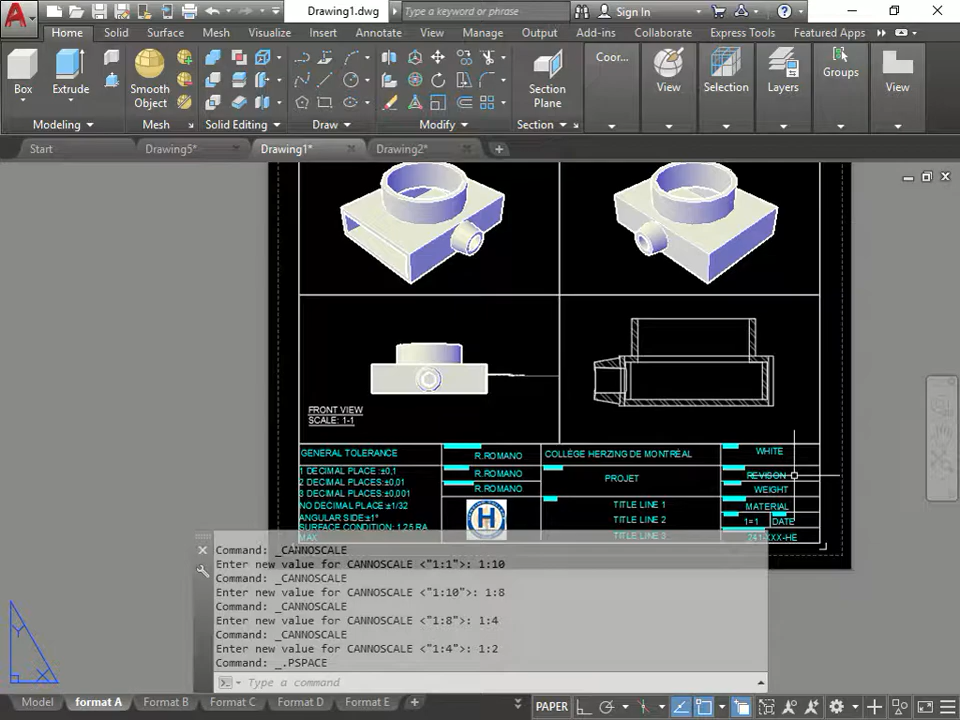 Drawing1.dwg
Type a keyword or phrase
Sign In
Home Solid Surface Mesh Visualize Insert Annotate View Manage Output Add-ins Collaborate Express Tools Featured Apps
Box
Extrude
Smooth
Object
Section
Plane
Coor...
View
Selection
Layers
Groups
View
Modeling Mesh Solid Editing Draw Modify Section
Start Drawing5* Drawing1* Drawing2*
FRONT VIEW
SCALE: 1-1
GENERAL TOLERANCE
1 DECIMAL PLACE :±0,1
2 DECIMAL PLACES: ±0,01
3 DECIMAL PLACES: ±0,001
NO DECIMAL PLACE ±1/32
ANGULAR SIDE ±1°
SURFACE CONDITION: 1.25 RA
MAX
R.ROMANO
R.ROMANO
R.ROMANO
H
COLLÈGE HERZING DE MONTRÉAL
PROJET
TITLE LINE 1
TITLE LINE 2
TITLE LINE 3
WHITE
REVISON
WEIGHT
MATERIAL
1=1 DATE
241-XXX-HE
Command: _CANNOSCALE
Enter new value for CANNOSCALE <"1:1">: 1:10
Command: _CANNOSCALE
Enter new value for CANNOSCALE <"1:10">: 1:8
Command: _CANNOSCALE
Enter new value for CANNOSCALE <"1:8">: 1:4
Command: _CANNOSCALE
Enter new value for CANNOSCALE <"1:4">: 1:2
Command: _.PSPACE
Type a command
Y
X
Model format A Format B Format C Format D Format E
PAPER